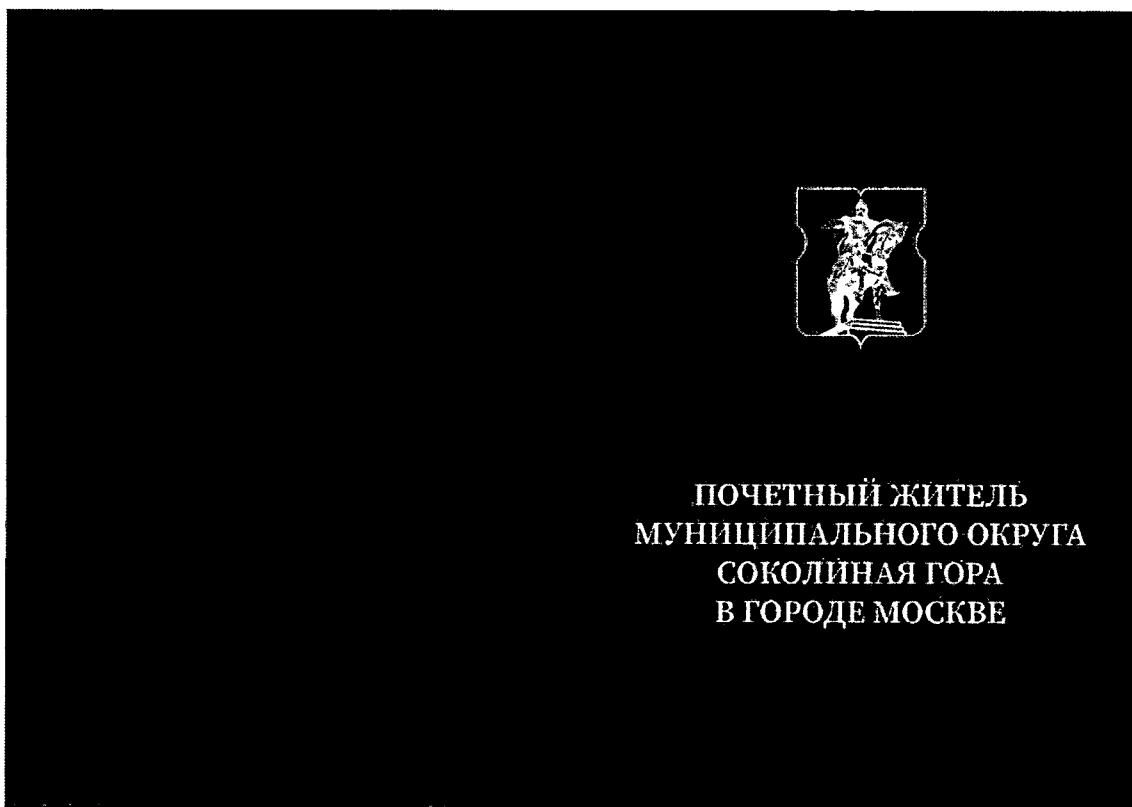 ПОЧЕТНЫЙ ЖИТЕЛЬ
МУНИЦИПАЛЬНОГО ОКРУГА
СОКОЛИНАЯ ГОРА
В ГОРОДЕ МОСКВЕ